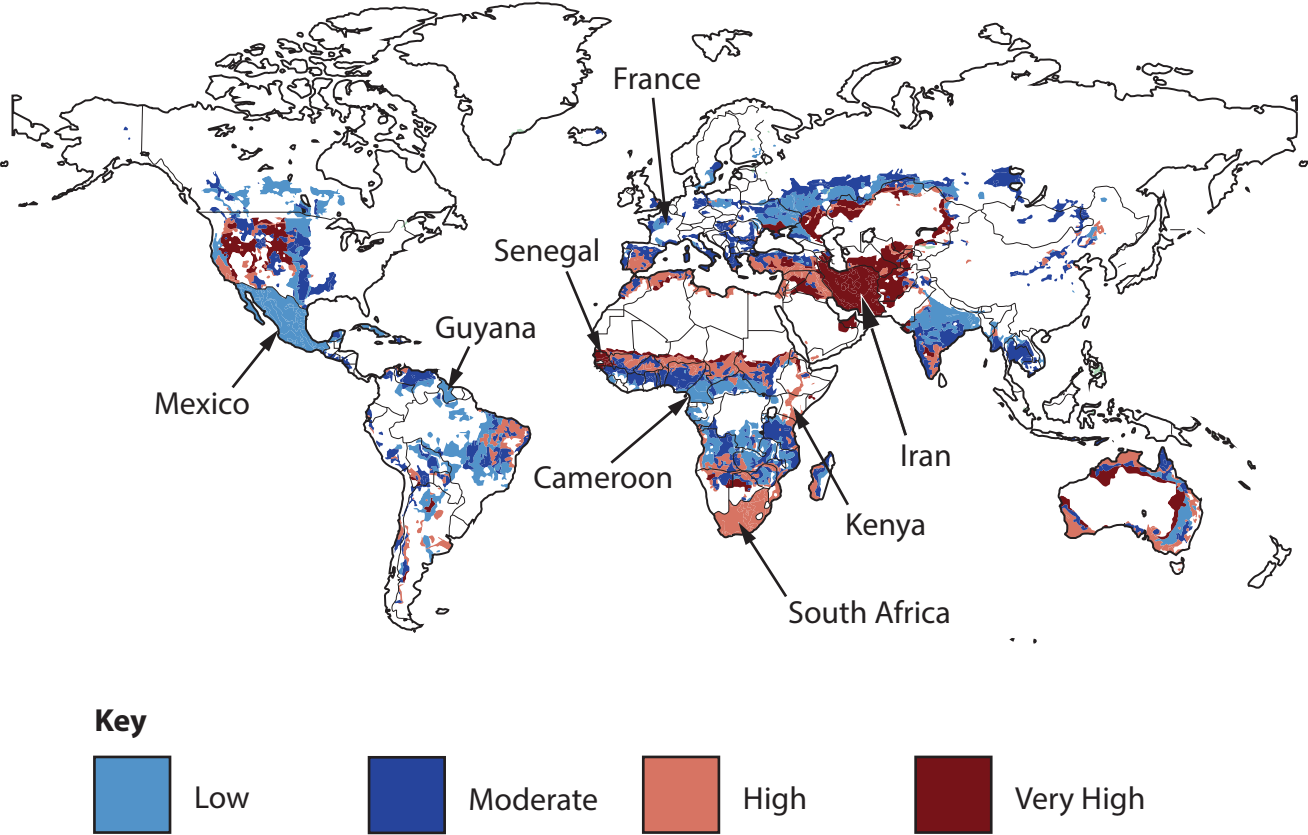 France
Senegal
Guyana
Mexico
Cameroon
Iran
Kenya
South Africa
Key
Low
Moderate
High
Very High